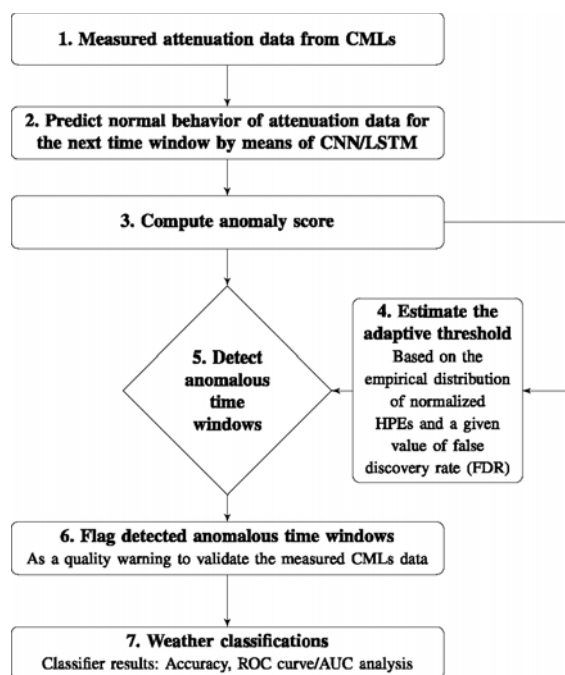 1. Measured attenuation data from CMLs
2. Predict normal behavior of attenuation data for
the next time window by means of CNN/LSTM
3. Compute anomaly score
4. Estimate the
adaptive threshold
Based on the
empirical distribution
of normalized
HPEs and a given
value of false
discovery rate (FDR)
5. Detect
anomalous
time
windows
6. Flag detected anomalous time windows
As a quality warning to validate the measured CMLs data
7. Weather classifications
Classifier results: Accuracy, ROC curve/AUC analysis